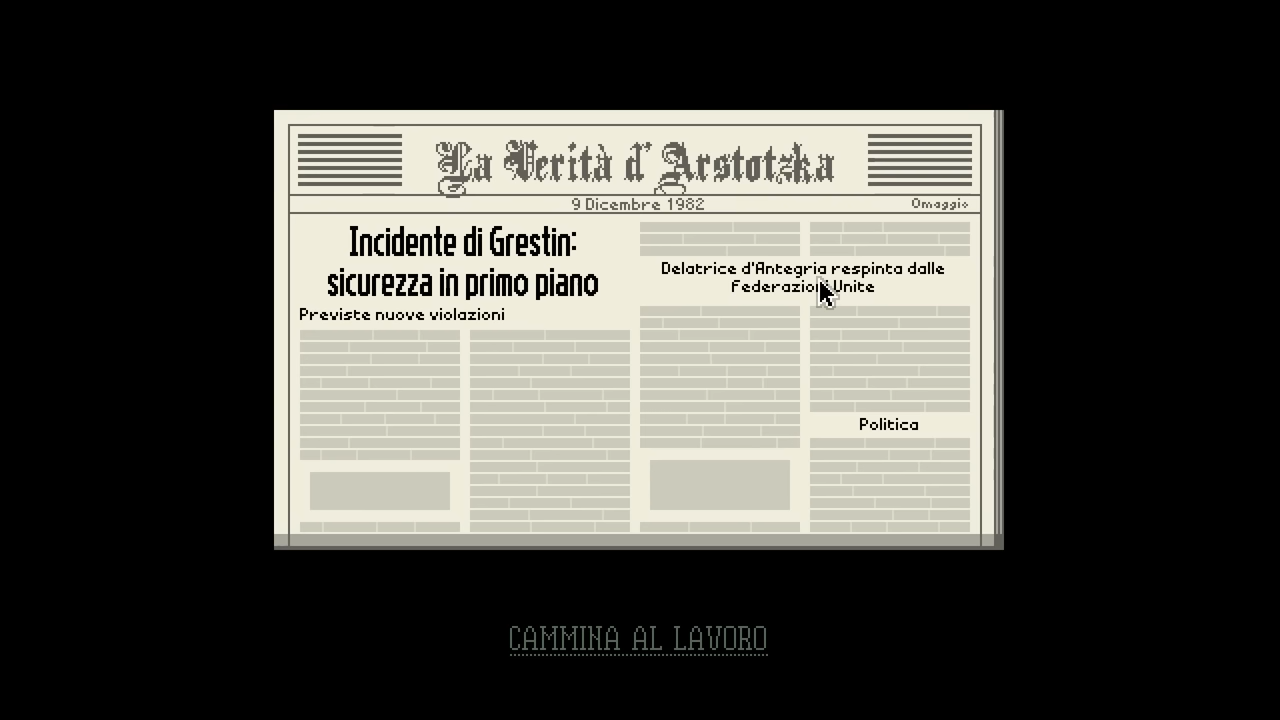 La Verità d'Arstotzka
9 Dicembre 1982
Omaggio
Incidente di Grestin:
sicurezza in primo piano
Previste nuove violazioni
Delatrice d'Antegria respinta dalle
Federazioni Unite
Politica
CAMMINA AL LAVORO